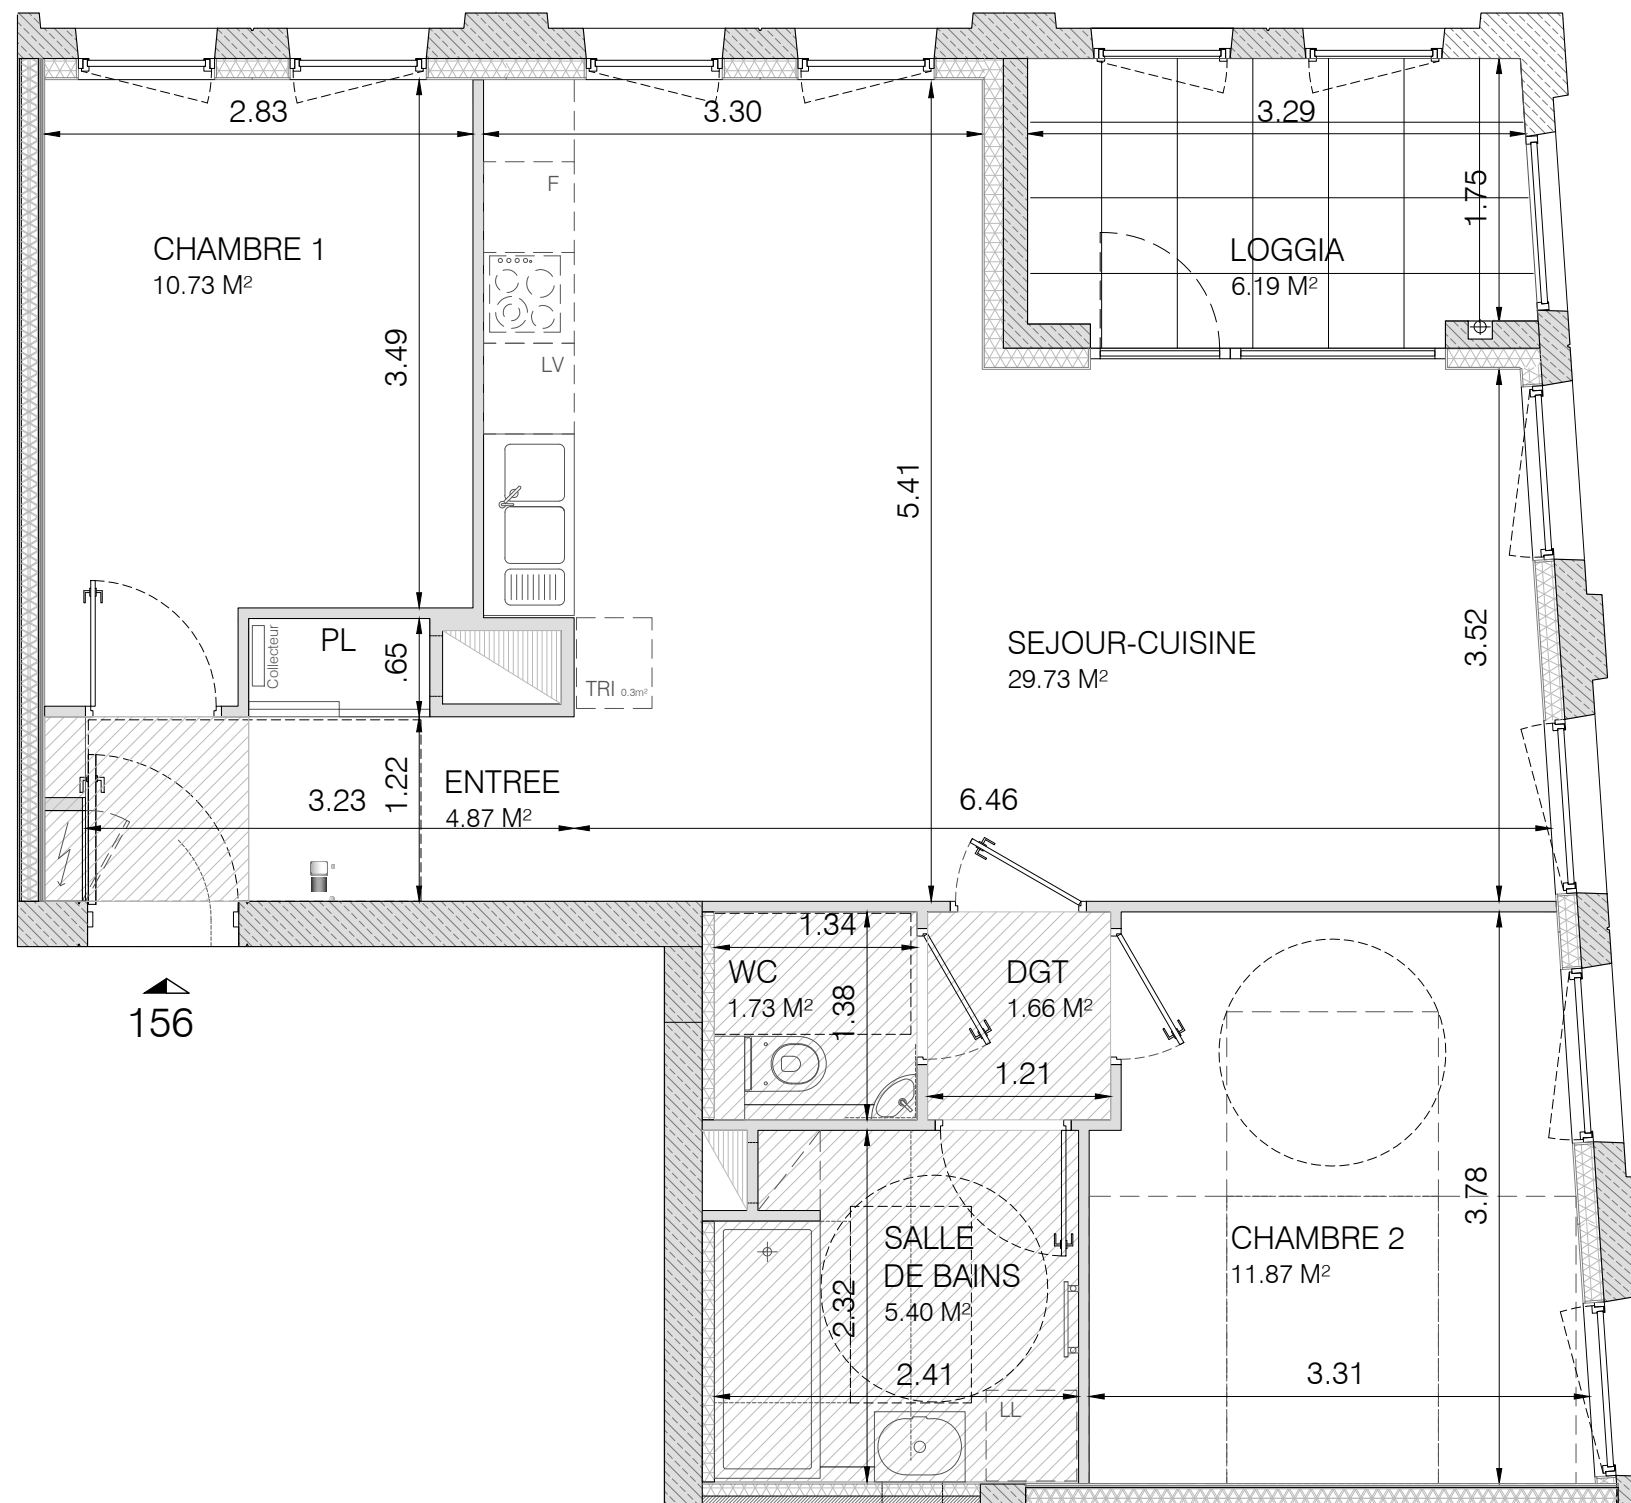 2.83
3.30
3.29
F
1.75
CHAMBRE 1
10.73 M²
LOGGIA
6.19 M²
3.49
LV
5.41
Collecteur
PL
.65
SEJOUR-CUISINE
29.73 M²
3.52
TRI 0.3m²
1.22
ENTREE
4.87 M²
3.23
6.46
1.34
WC
1.73 M²
1.38
DGT
1.66 M²
156
1.21
3.78
SALLE
DE BAINS
5.40 M²
2.32
CHAMBRE 2
11.87 M²
2.41
3.31
LL